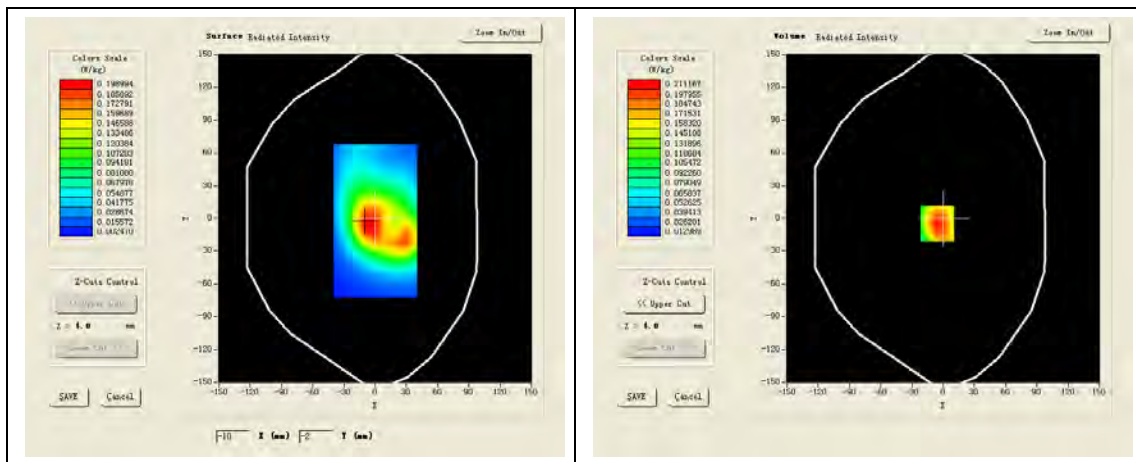 Surface Radiated Intensity
Zoom In/Out
Colors Scale
(W/kg)
0.198994
0.185892
0.172791
0.159689
0.146588
0.133486
0.120384
0.107283
0.094181
0.081080
0.067978
0.054877
0.041775
0.028674
0.015572
0.002470
150
120
90
60
30
0
-30
-60
-90
-120
-150
-150 -120 -90 -60 -30 0 30 60 90 120 150
Z-Cuts Control
<< Upper Cut
Z = 4.0 mm
SAVE Cancel
-10 X (mm) -2 Y (mm)
Volume Radiated Intensity
Zoom In/Out
Colors Scale
(W/kg)
0.211167
0.197955
0.184743
0.171531
0.158320
0.145108
0.131896
0.118684
0.105472
0.092260
0.079049
0.065837
0.052625
0.039413
0.026201
0.012989
150
120
90
60
30
0
-30
-60
-90
-120
-150
-150 -120 -90 -60 -30 0 30 60 90 120 150
Z-Cuts Control
<< Upper Cut
Z = 4.0 mm
SAVE Cancel